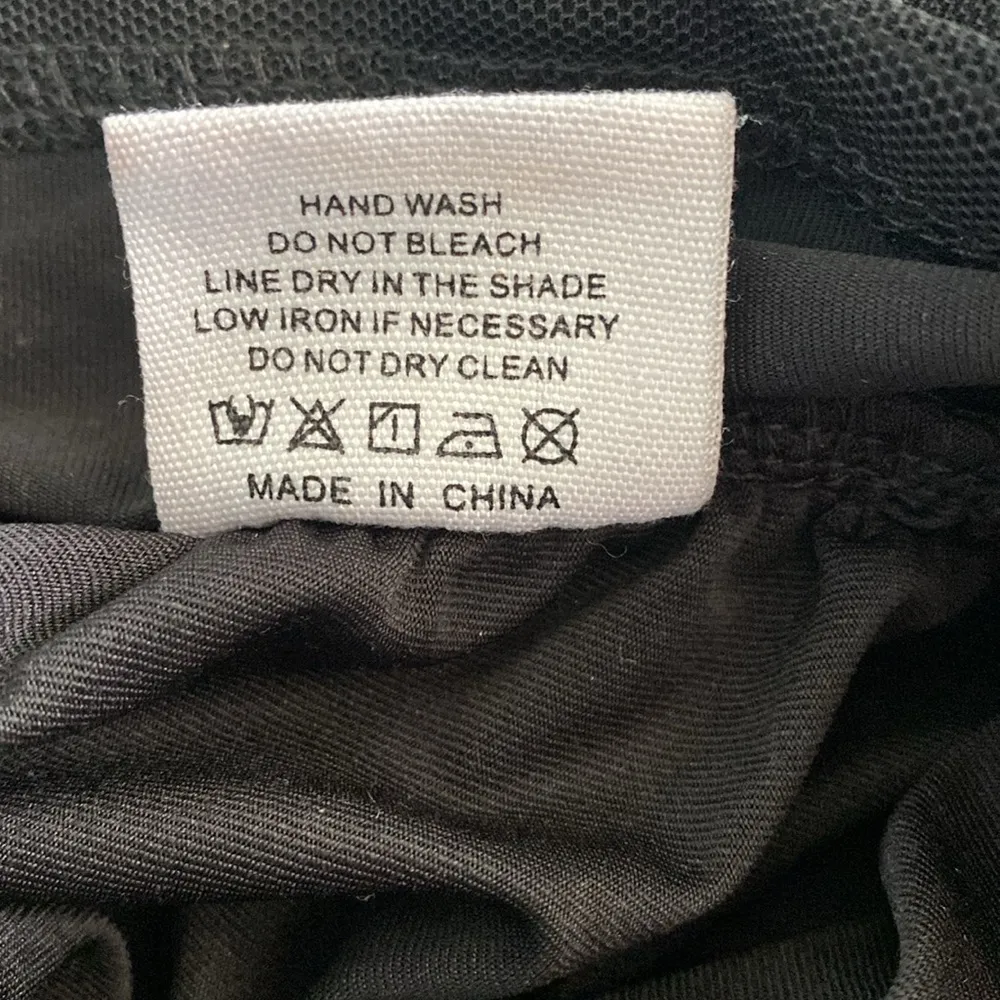 HAND WASH
DO NOT BLEACH
LINE DRY IN THE SHADE
LOW IRON IF NECESSARY
DO NOT DRY CLEAN
MADE IN CHINA